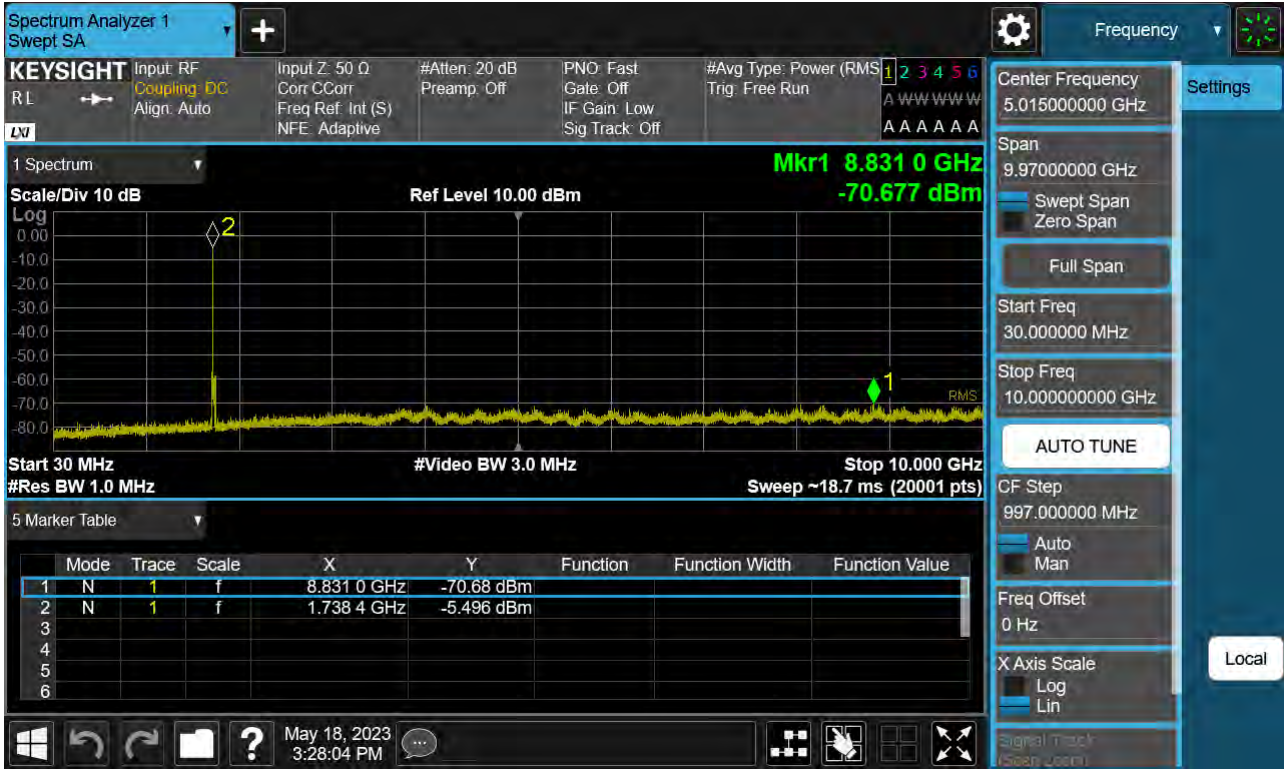 Spectrum Analyzer 1
Swept SA
+
Frequency
KEYSIGHT
RL
LXI
Input: RF
Coupling: DC
Align: Auto
Input Z: 50 Ω
Corr CCorr
Freq Ref: Int (S)
NFE: Adaptive
#Atten: 20 dB
Preamp: Off
PNO: Fast
Gate: Off
IF Gain: Low
Sig Track: Off
#Avg Type: Power (RMS
Trig: Free Run
1 2 3 4 5 6
A W W W W W
A A A A A A
1 Spectrum
Mkr1 8.831 0 GHz
Scale/Div 10 dB
Ref Level 10.00 dBm
-70.677 dBm
Log
0.00
-10.0
-20.0
-30.0
-40.0
-50.0
-60.0
-70.0
-80.0
2
1
RMS
Start 30 MHz
#Video BW 3.0 MHz
Stop 10.000 GHz
#Res BW 1.0 MHz
Sweep ~18.7 ms (20001 pts)
5 Marker Table
Mode Trace Scale X Y Function Function Width Function Value
1 N 1 f 8.831 0 GHz -70.68 dBm
2 N 1 f 1.738 4 GHz -5.496 dBm
3
4
5
6
?
May 18, 2023
3:28:04 PM
Center Frequency
5.015000000 GHz
Span
9.97000000 GHz
Swept Span
Zero Span
Full Span
Start Freq
30.000000 MHz
Stop Freq
10.000000000 GHz
AUTO TUNE
CF Step
997.000000 MHz
Auto
Man
Freq Offset
0 Hz
X Axis Scale
Log
Lin
Signal Track
(Span Zoom)
Settings
Local